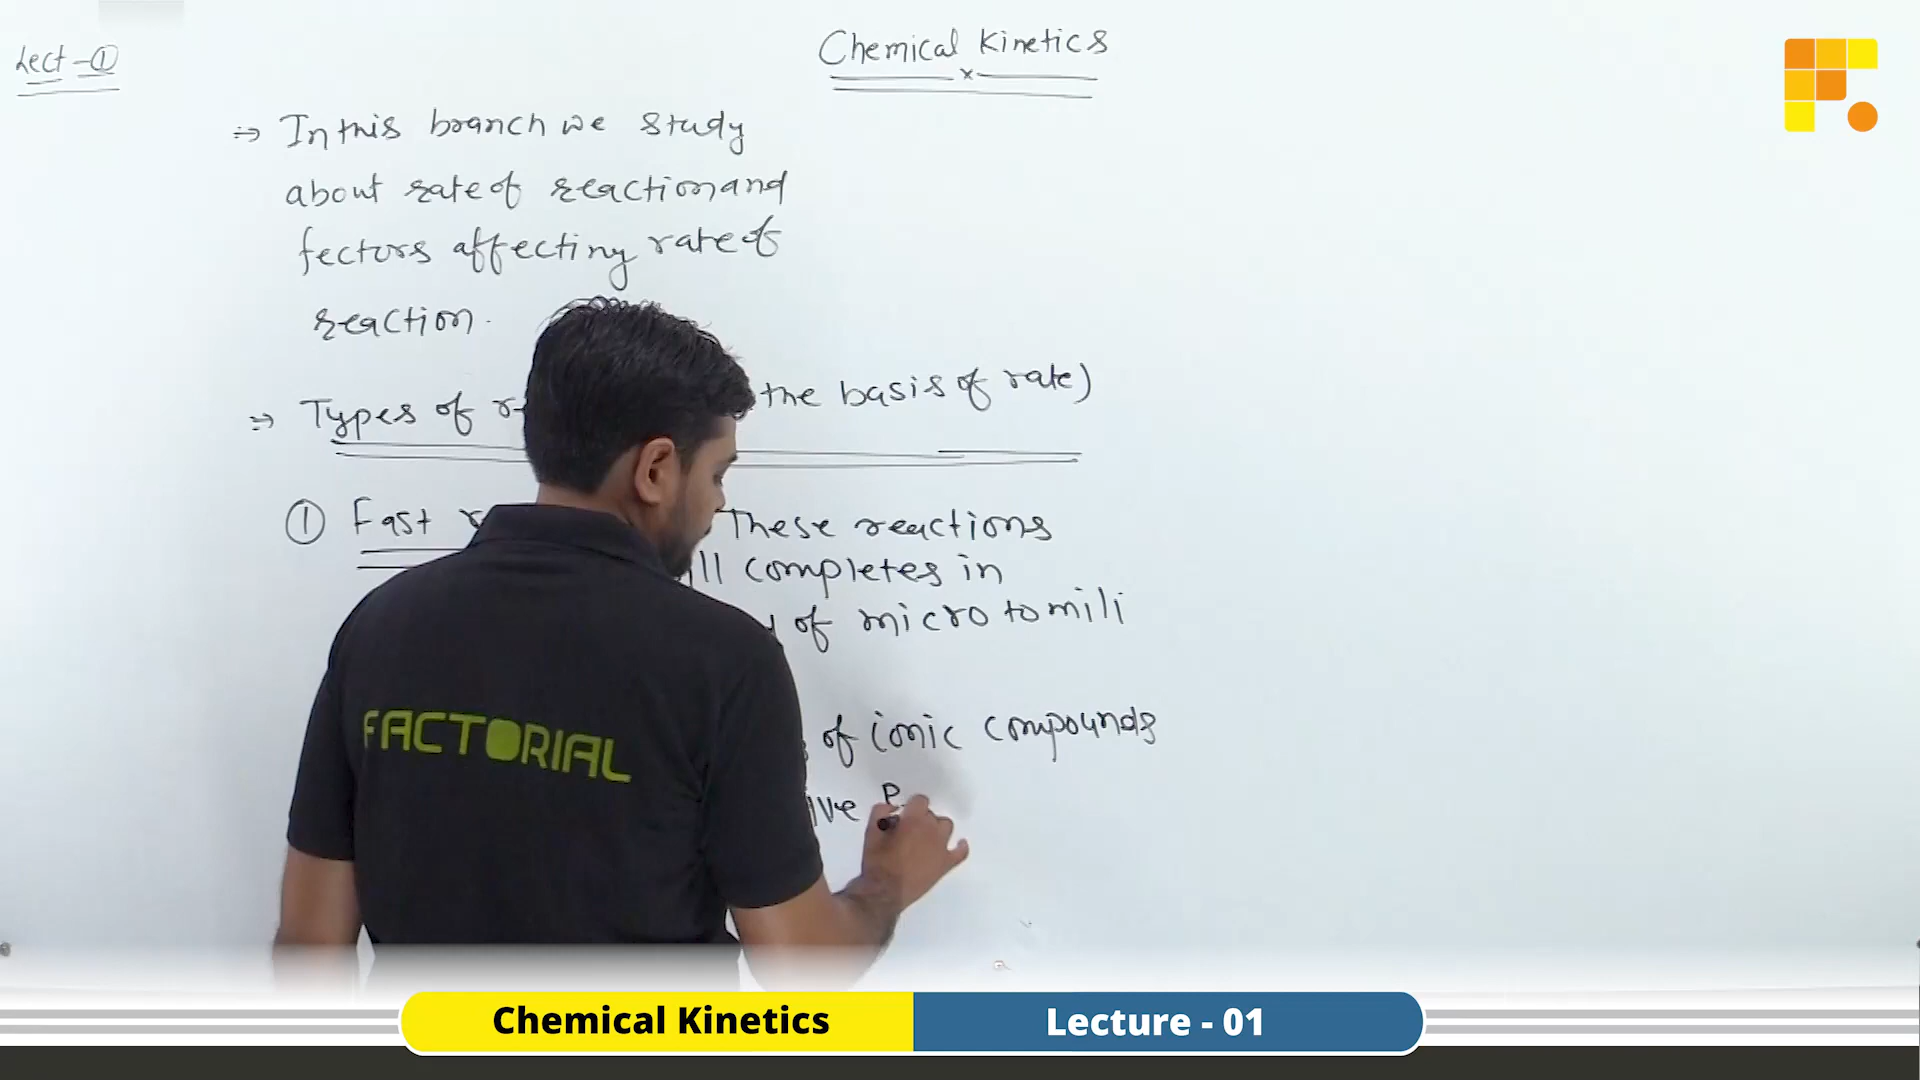 Lect-①
Chemical Kinetics
x
⇒ In this branch we study
about rate of reaction and
fectors affecting rate of
reaction.
⇒ Types of r the basis of rate)
① Fast These reactions
ll completes in
of micro to mili
of ionic compounds
ive P
FACTORIAL
Chemical Kinetics
Lecture - 01